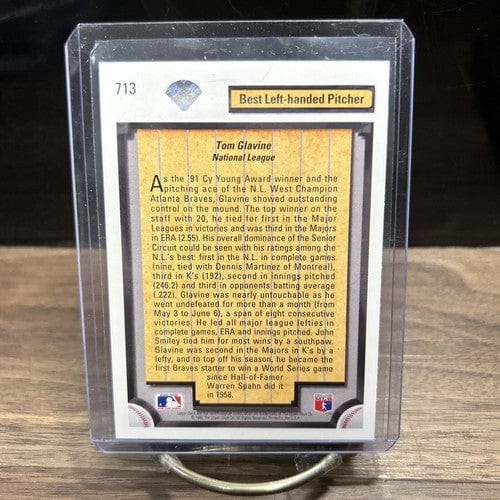 713
Best Left-handed Pitcher
Tom Glavine
National League
As the '91 Cy Young Award winner and the
pitching ace of the N.L. West Champion
Atlanta Braves, Glavine showed outstanding
control on the mound. The top winner on the
staff with 20, he tied for first in the Major
Leagues in victories and was third in the Majors
in ERA (2.55). His overall dominance of the Senior
Circuit could be seen with his ratings among the
N.L.'s best: first in the N.L. in complete games
(nine, tied with Dennis Martinez of Montreal),
third in K's (192), second in innings pitched
(246.2) and third in opponents batting average
(.222). Glavine was nearly untouchable as he
went undefeated for more than a month (from
May 3 to June 6), a span of eight consecutive
victories. He led all major league lefties in
complete games, ERA and innings pitched. John
Smiley tied him for most wins by a southpaw.
Glavine was second in the Majors in K's by a
lefty, and to top off his season, he became the
first Braves starter to win a World Series game
since Hall-of-Famer
Warren Spahn did it
in 1958.